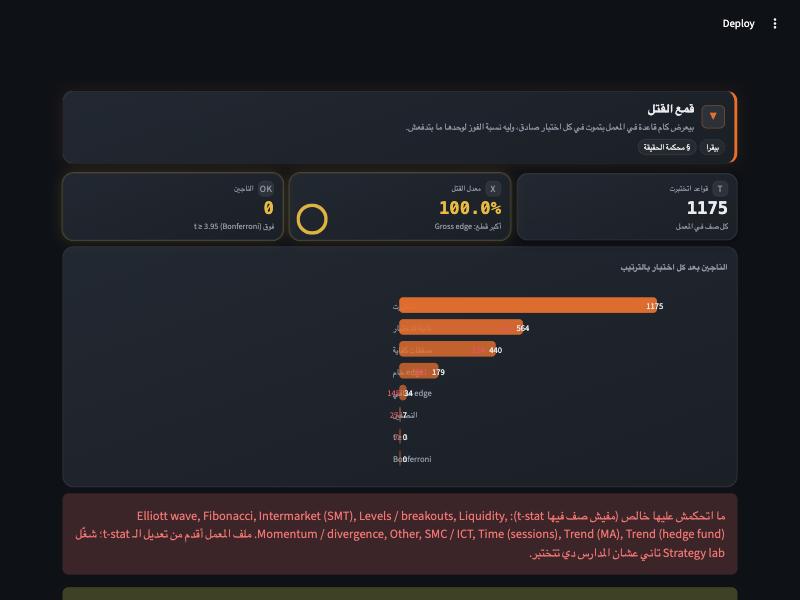 Deploy
قمع القتل
بيعرض كام قاعدة في المعمل بتموت في كل اختبار صادق، وليه نسبة الفوز لوحدها ما بتدفعش.
بيقرا
§ محكمة الحقيقة
T قواعد اتختبرت
1175
كل صف في المعمل
X معدل القتل
100.0%
أكبر قطع: Gross edge
OK الناجين
0
فوق t ≥ 3.95 (Bonferroni)
الناجين بعد كل اختبار بالترتيب
1175
564
440
179
edge
34
7
0
Bonferroni
0
ما اتحكمش عليها خالص (مفيش صف فيها t-stat): Elliott wave, Fibonacci, Intermarket (SMT), Levels / breakouts, Liquidity,
Momentum / divergence, Other, SMC / ICT, Time (sessions), Trend (MA), Trend (hedge fund). ملف المعمل أقدم من تعديل الـ t-stat؛ شغّل
Strategy lab تاني عشان المدارس دي تتختبر.